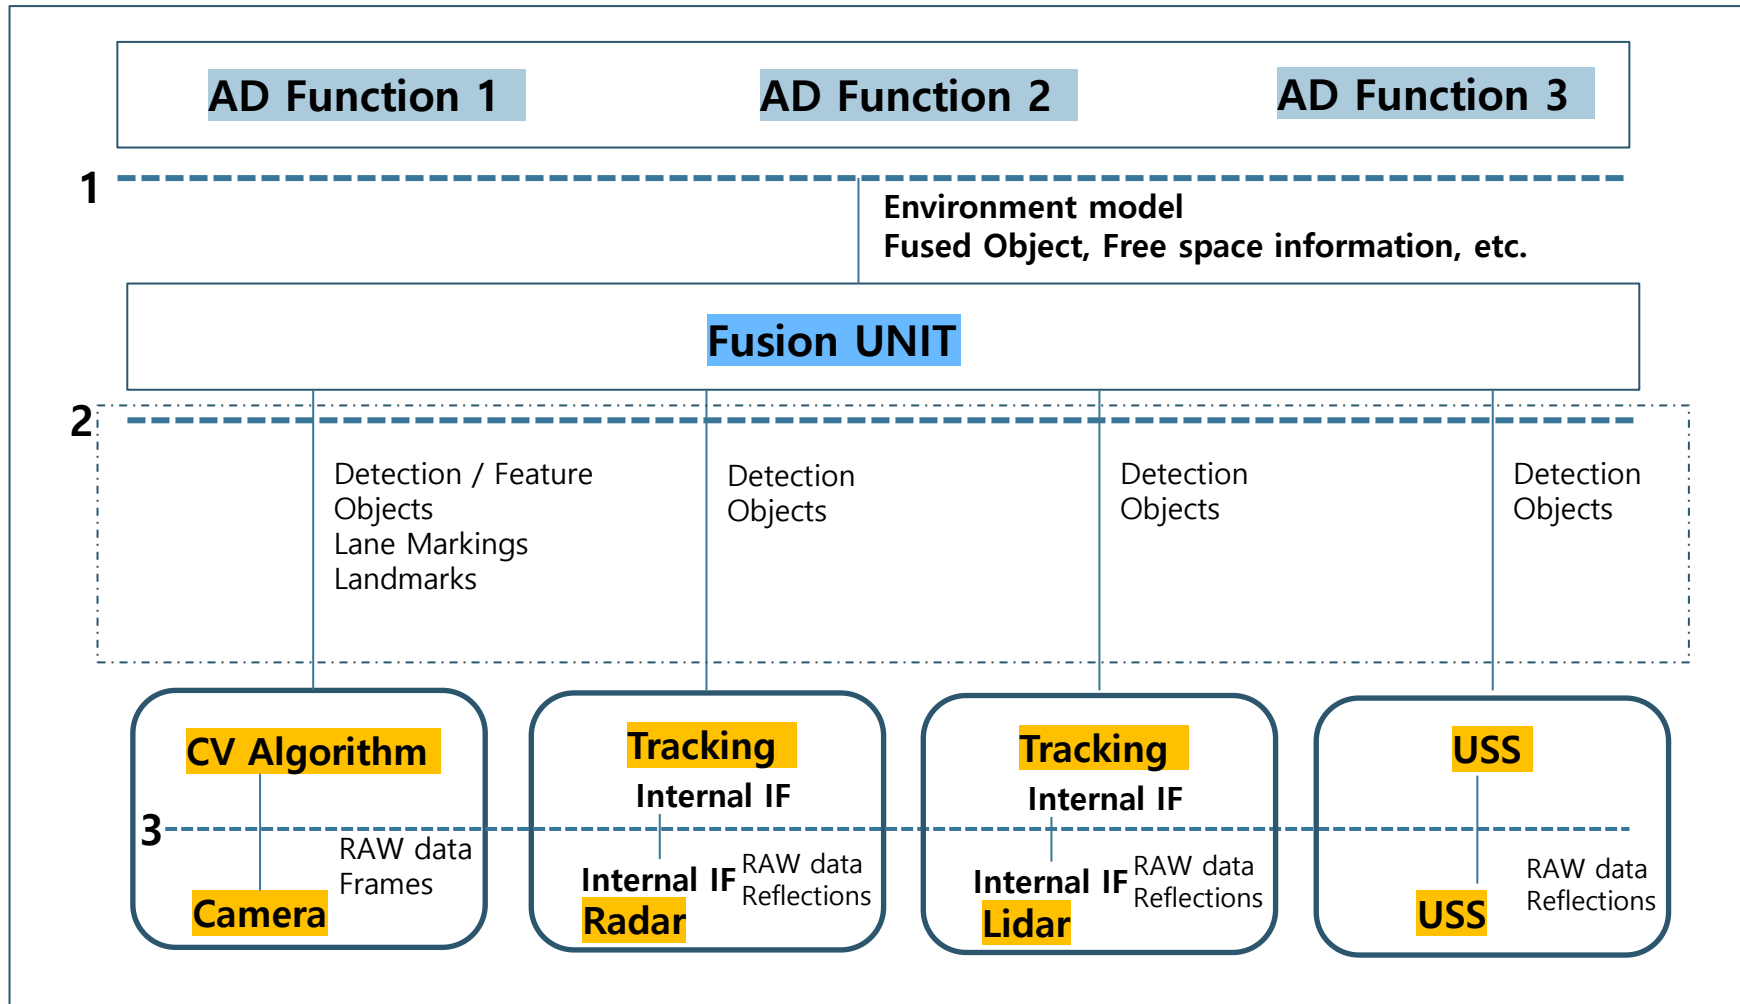 AD Function 1
AD Function 2
AD Function 3
1
Environment model
Fused Object, Free space information, etc.
Fusion UNIT
2
Detection / Feature
Objects
Lane Markings
Landmarks
Detection
Objects
Detection
Objects
Detection
Objects
CV Algorithm
3
RAW data
Frames
Camera
Tracking
Internal IF
Internal IF
RAW data
Reflections
Radar
Tracking
Internal IF
Internal IF
RAW data
Reflections
Lidar
USS
RAW data
Reflections
USS